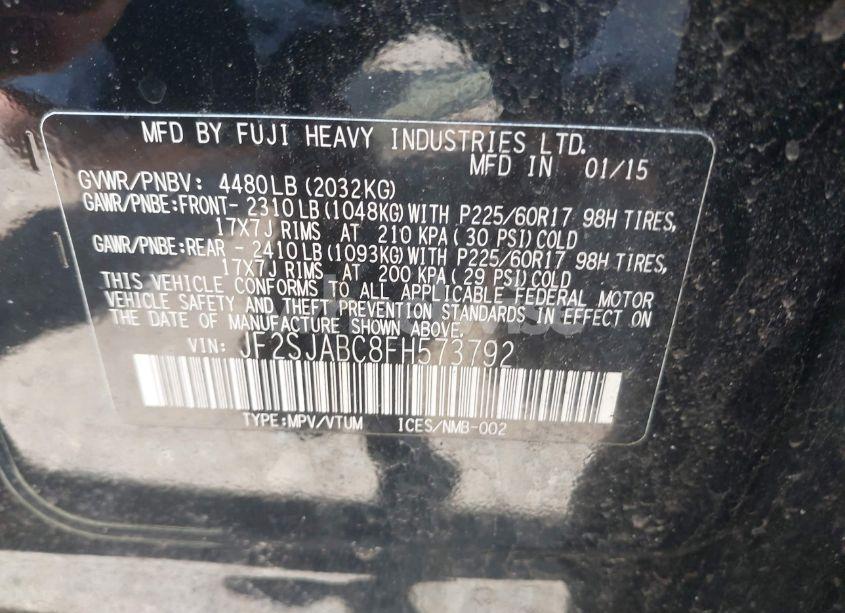 MFD BY FUJI HEAVY INDUSTRIES LTD.
MFD IN 01/15
GVWR/PNBV: 4480LB (2032KG)
GAWR/PNBE:FRONT- 2310LB (1048KG) WITH P225/60R17 98H TIRES,
17X7J RIMS AT 210 KPA (30 PSI) COLD
GAWR/PNBE:REAR - 2410LB (1093KG) WITH P225/60R17 98H TIRES,
17X7J RIMS AT 200 KPA (29 PSI) COLD
THIS VEHICLE CONFORMS TO ALL APPLICABLE FEDERAL MOTOR
VEHICLE SAFETY AND THEFT PREVENTION STANDARDS IN EFFECT ON
THE DATE OF MANUFACTURE SHOWN ABOVE.
VIN: JF2SJABC8FH573792
TYPE:MPV/VTUM ICES/NMB-002